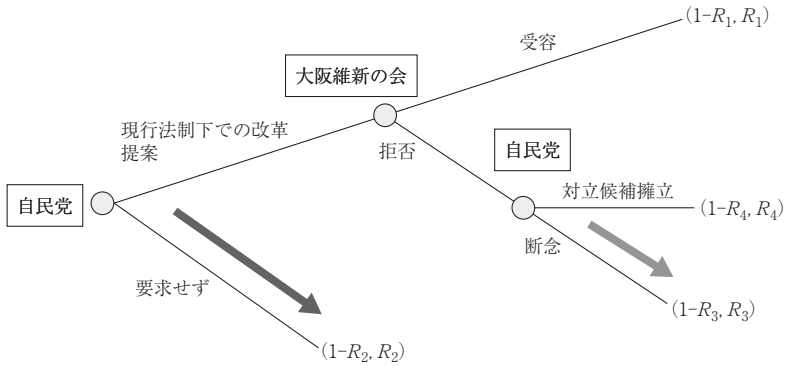 (1-R1, R1)
受容
大阪維新の会
現行法制下での改革
提案
拒否
自民党
自民党
対立候補擁立
(1-R4, R4)
断念
要求せず
(1-R3, R3)
(1-R2, R2)